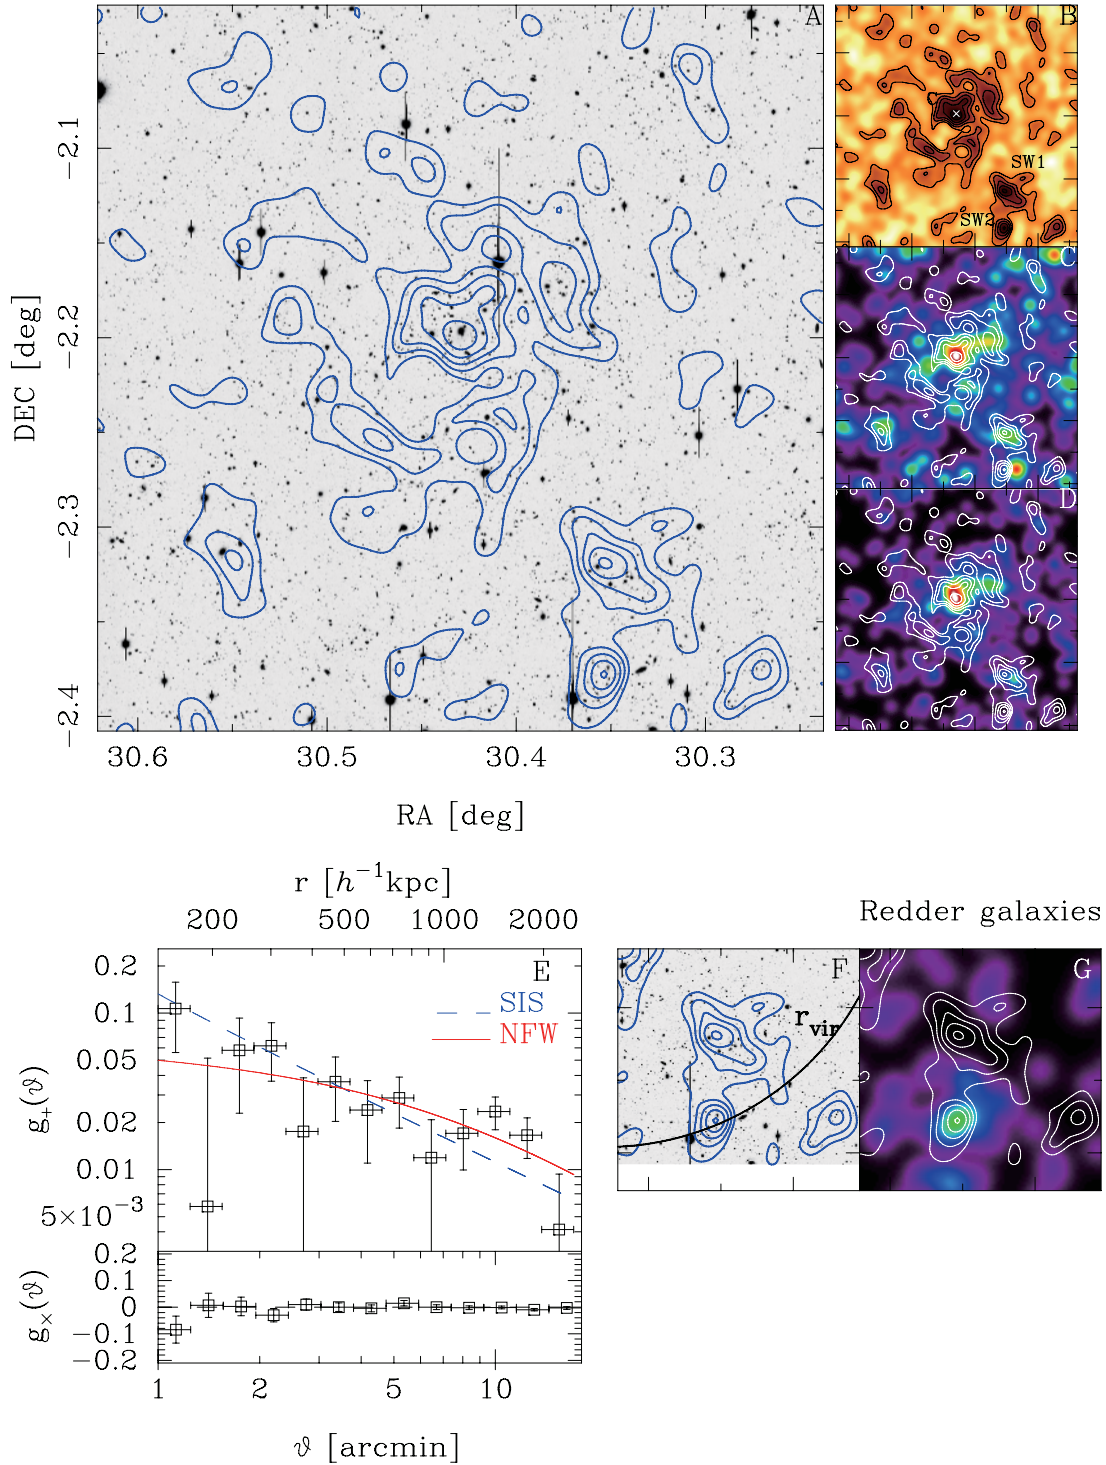 A
B
SW1
SW2
C
D
−2.1
−2.2
−2.3
−2.4
DEC [deg]
30.6
30.5
30.4
30.3
RA [deg]
r [h⁻¹kpc]
200
500
1000
2000
Redder galaxies
E
SIS
NFW
0.2
0.1
0.05
0.02
0.01
5×10⁻³
g₊(ϑ)
F
r_vir
G
0.2
0.1
0
−0.1
−0.2
g×(ϑ)
1
2
5
10
ϑ [arcmin]